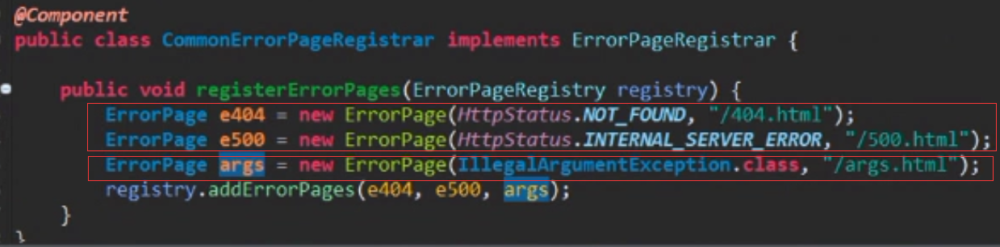 @Component
public class CommonErrorPageRegistrar implements ErrorPageRegistrar {
public void registerErrorPages(ErrorPageRegistry registry) {
ErrorPage e404 = new ErrorPage(HttpStatus.NOT_FOUND, "/404.html");
ErrorPage e500 = new ErrorPage(HttpStatus.INTERNAL_SERVER_ERROR, "/500.html");
ErrorPage args = new ErrorPage(IllegalArgumentException.class, "/args.html");
registry.addErrorPages(e404, e500, args);
}
}